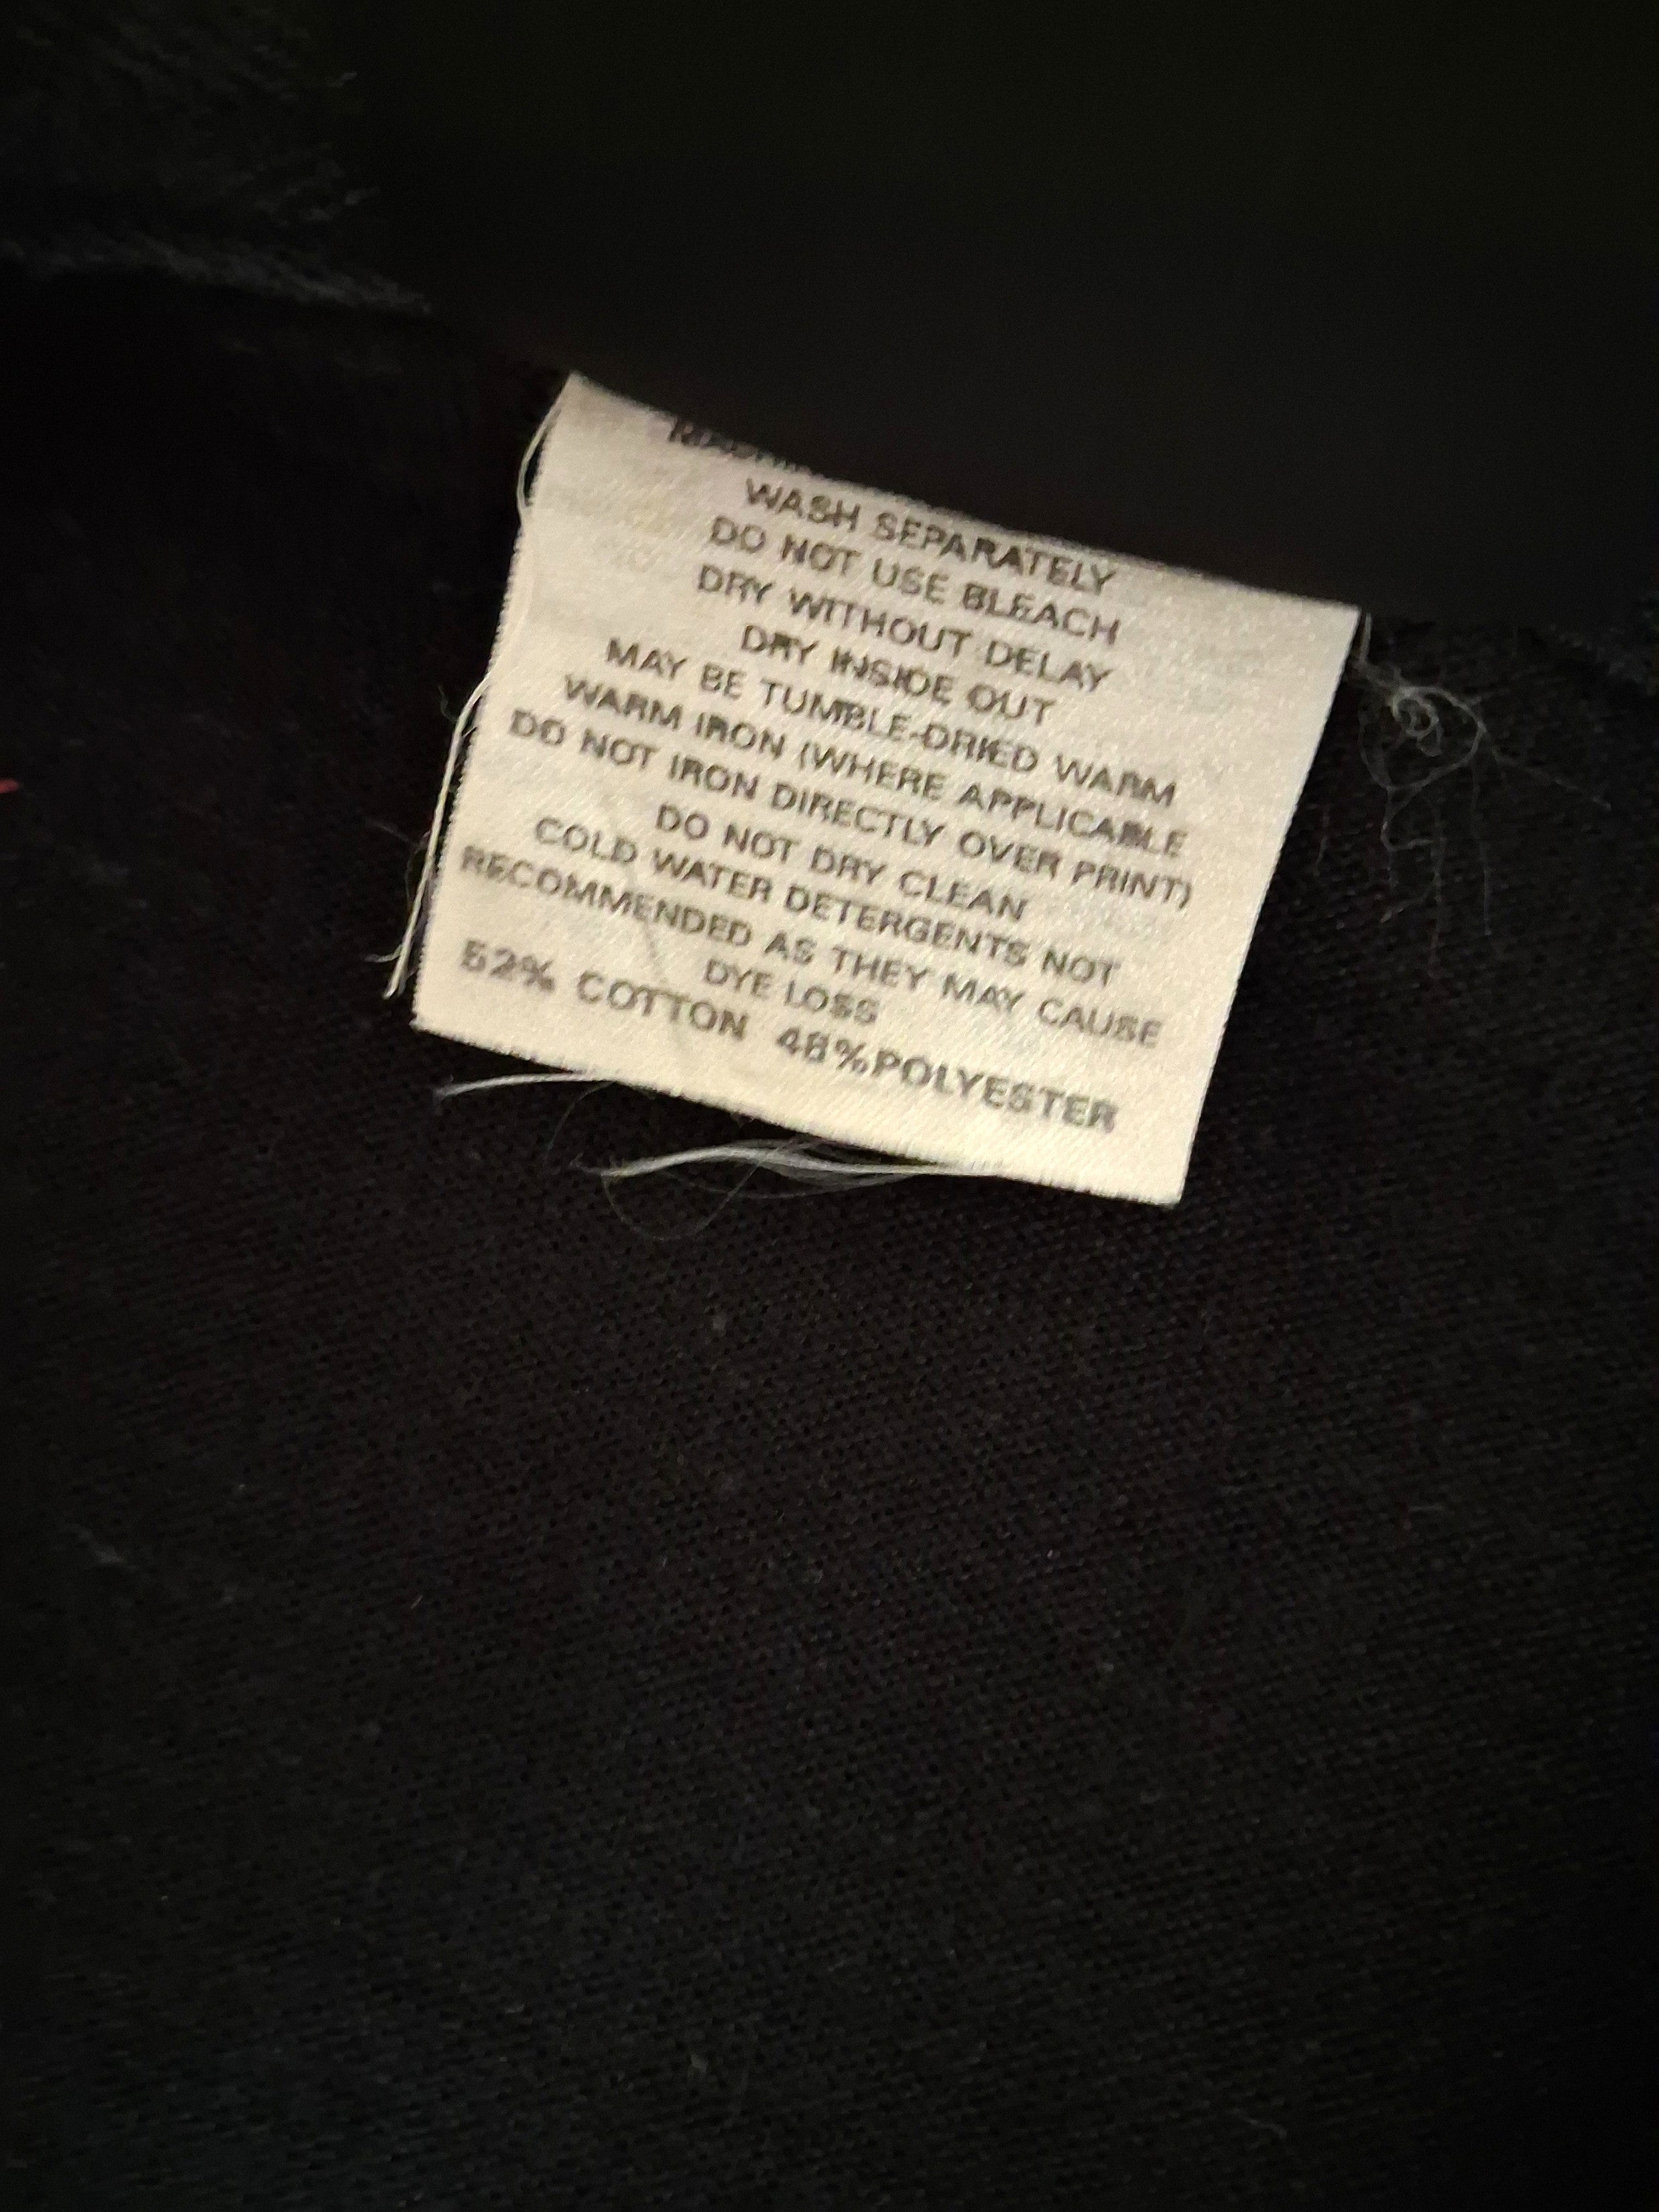 WASH SEPARATELY
DO NOT USE BLEACH
DRY WITHOUT DELAY
DRY INSIDE OUT
MAY BE TUMBLE-DRIED WARM
WARM IRON (WHERE APPLICABLE
DO NOT IRON DIRECTLY OVER PRINT)
DO NOT DRY CLEAN
COLD WATER DETERGENTS NOT
RECOMMENDED AS THEY MAY CAUSE
DYE LOSS
52% COTTON 48%POLYESTER